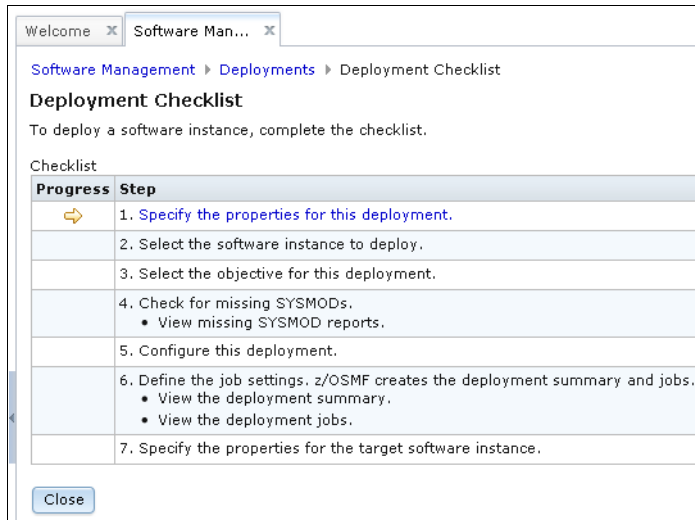 Welcome X Software Man... X
Software Management Deployments Deployment Checklist
Deployment Checklist
To deploy a software instance, complete the checklist.
Checklist
Progress Step
1. Specify the properties for this deployment.
2. Select the software instance to deploy.
3. Select the objective for this deployment.
4. Check for missing SYSMODs.
• View missing SYSMOD reports.
5. Configure this deployment.
6. Define the job settings. z/OSMF creates the deployment summary and jobs.
• View the deployment summary.
• View the deployment jobs.
7. Specify the properties for the target software instance.
Close